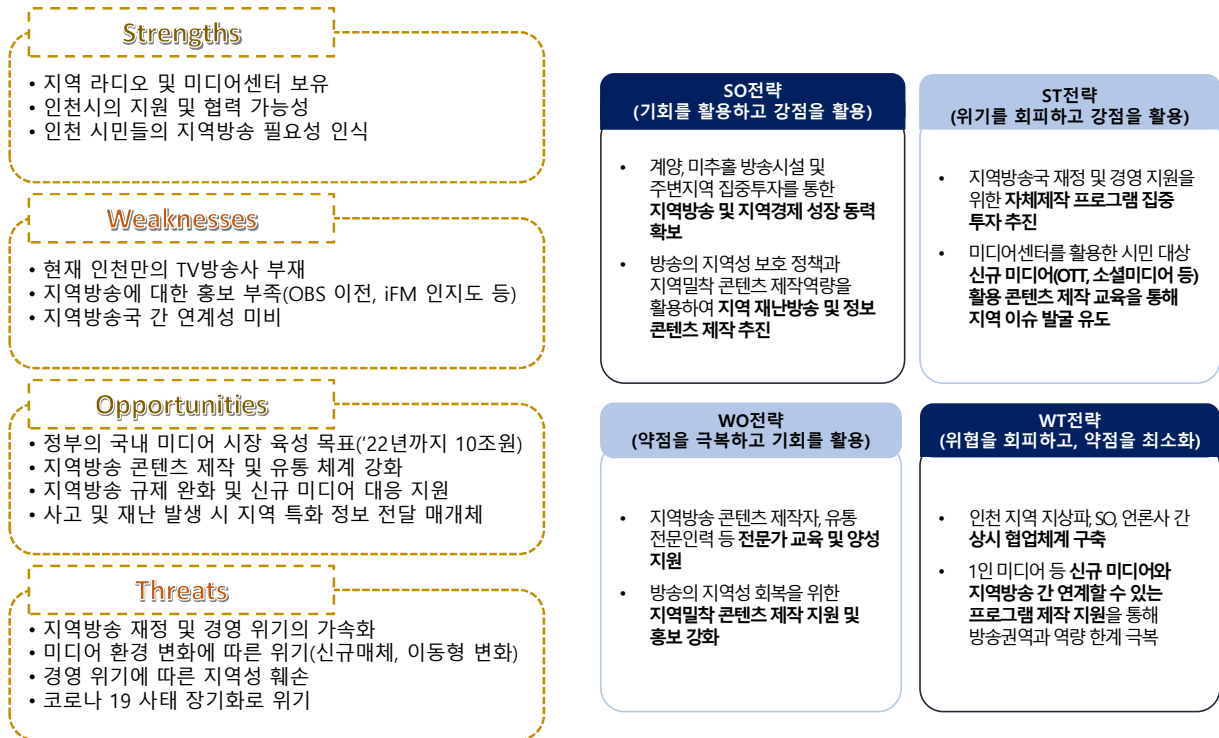 Strengths
• 지역 라디오 및 미디어센터 보유
• 인천시의 지원 및 협력 가능성
• 인천 시민들의 지역방송 필요성 인식
Weaknesses
• 현재 인천만의 TV방송사 부재
• 지역방송에 대한 홍보 부족(OBS 이전, iFM 인지도 등)
• 지역방송국 간 연계성 미비
Opportunities
• 정부의 국내 미디어 시장 육성 목표('22년까지 10조원)
• 지역방송 콘텐츠 제작 및 유통 체계 강화
• 지역방송 규제 완화 및 신규 미디어 대응 지원
• 사고 및 재난 발생 시 지역 특화 정보 전달 매개체
Threats
• 지역방송 재정 및 경영 위기의 가속화
• 미디어 환경 변화에 따른 위기(신규매체, 이동형 변화)
• 경영 위기에 따른 지역성 훼손
• 코로나 19 사태 장기화로 위기
SO전략
(기회를 활용하고 강점을 활용)
• 계양, 미추홀 방송시설 및
주변지역 집중투자를 통한
지역방송 및 지역경제 성장 동력
확보
• 방송의 지역성 보호 정책과
지역밀착 콘텐츠 제작역량을
활용하여 지역 재난방송 및 정보
콘텐츠 제작 추진
ST전략
(위기를 회피하고 강점을 활용)
• 지역방송국 재정 및 경영 지원을
위한 자체제작 프로그램 집중
투자 추진
• 미디어센터를 활용한 시민 대상
신규 미디어(OTT, 소셜미디어 등)
활용 콘텐츠 제작 교육을 통해
지역 이슈 발굴 유도
WO전략
(약점을 극복하고 기회를 활용)
• 지역방송 콘텐츠 제작자, 유통
전문인력 등 전문가 교육 및 양성
지원
• 방송의 지역성 회복을 위한
지역밀착 콘텐츠 제작 지원 및
홍보 강화
WT전략
(위협을 회피하고, 약점을 최소화)
• 인천 지역 지상파, SO, 언론사 간
상시 협업체계 구축
• 1인 미디어 등 신규 미디어와
지역방송 간 연계할 수 있는
프로그램 제작 지원을 통해
방송권역과 역량 한계 극복